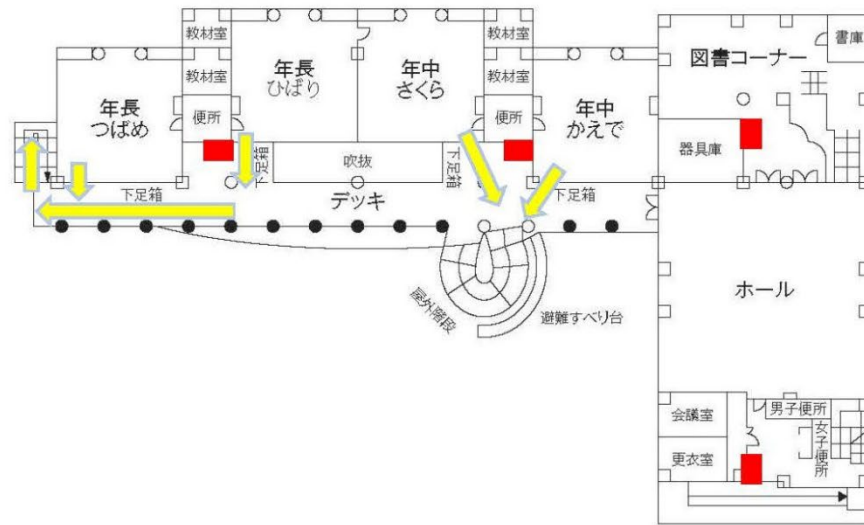 教材室
年長
ひばり
年中
さくら
教材室
書庫
図書コーナー
教材室
教材室
年長
つばめ
便所
便所
年中
かえで
器具庫
下足箱
吹抜
下足箱
下足箱
デッキ
下足箱
ホール
屋外階段
避難すべり台
会議室
男子便所
女子便所
更衣室